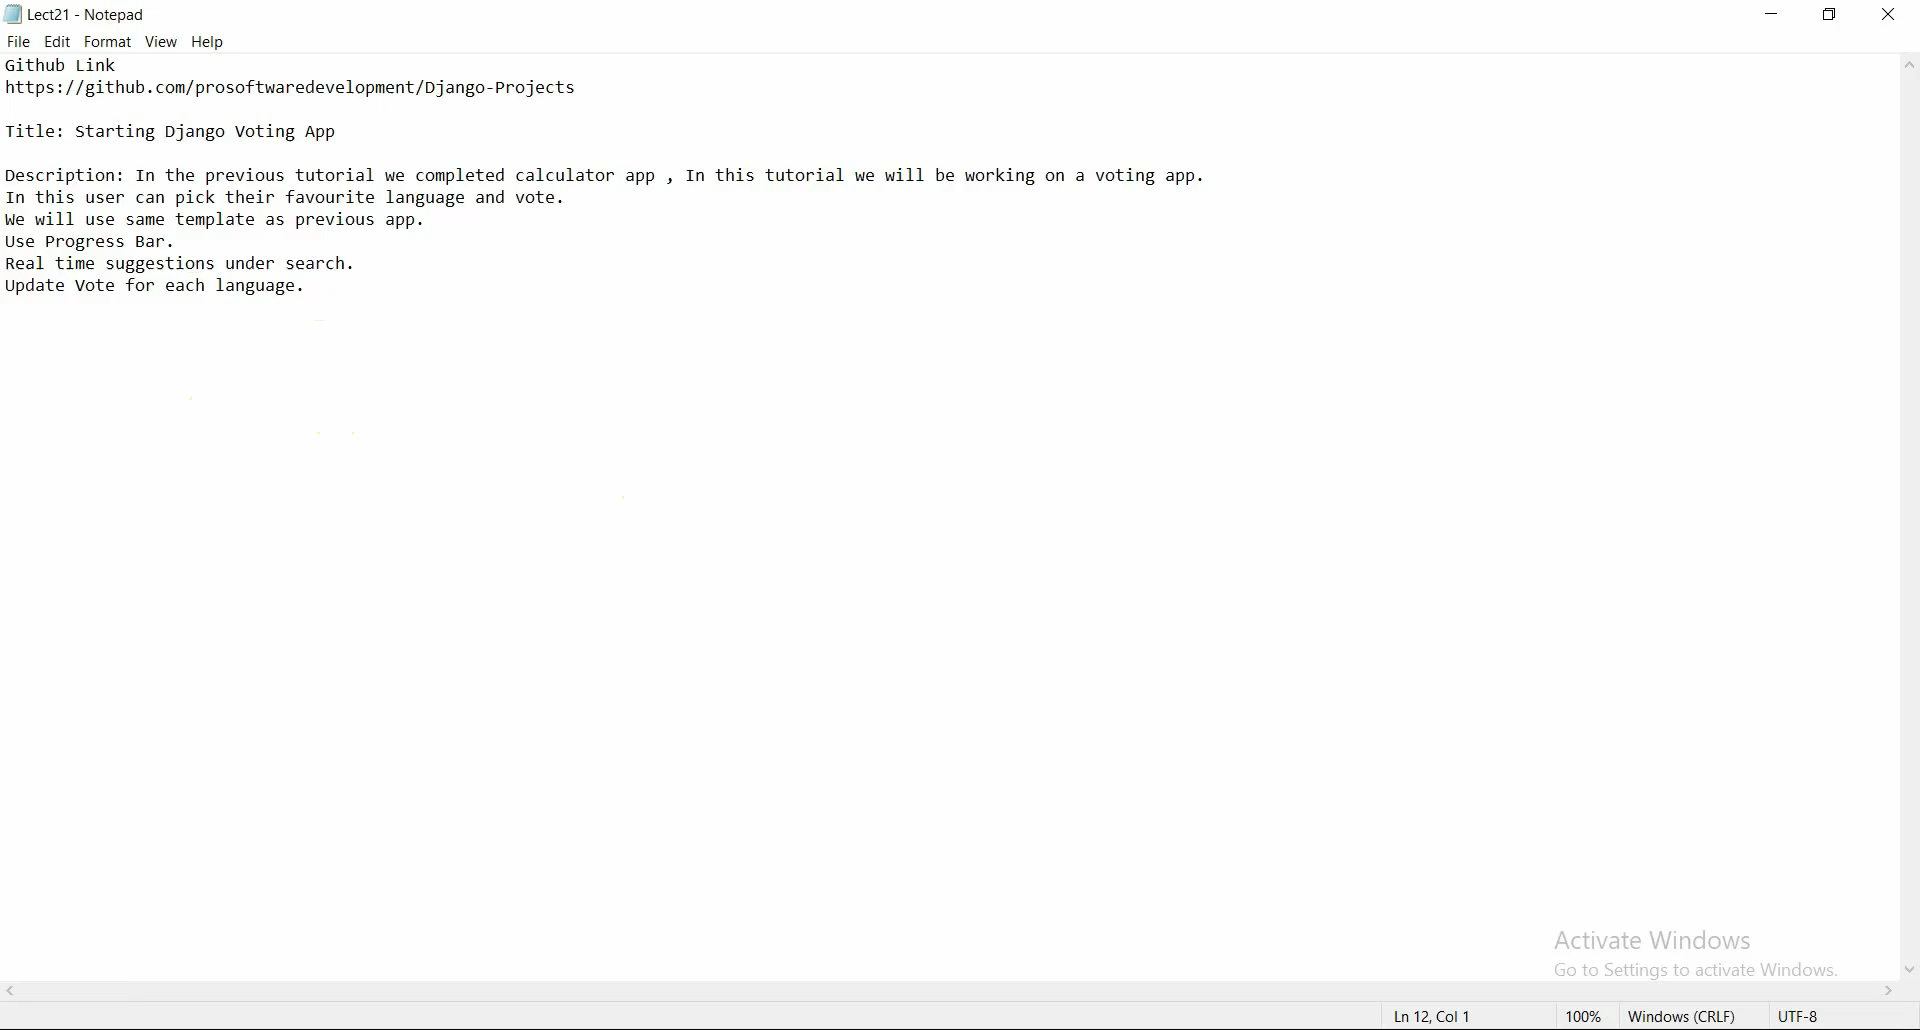 Lect21 - Notepad
File Edit Format View Help
Github Link
https://github.com/prosoftwaredevelopment/Django-Projects
Title: Starting Django Voting App
Description: In the previous tutorial we completed calculator app , In this tutorial we will be working on a voting app.
In this user can pick their favourite language and vote.
We will use same template as previous app.
Use Progress Bar.
Real time suggestions under search.
Update Vote for each language.
Activate Windows
Go to Settings to activate Windows.
Ln 12, Col 1 100% Windows (CRLF) UTF-8